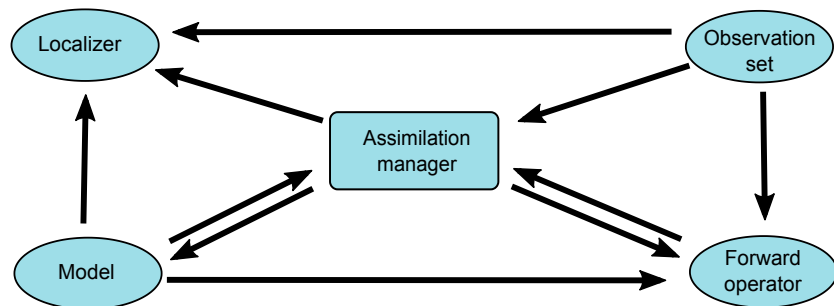 Localizer
Observation
set
Assimilation
manager
Model
Forward
operator